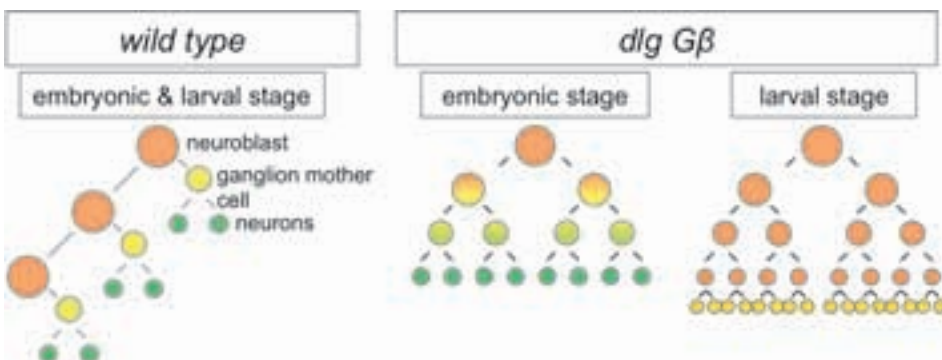 wild type
embryonic & larval stage
neuroblast
ganglion mother
cell
neurons
dlg Gβ
embryonic stage
larval stage